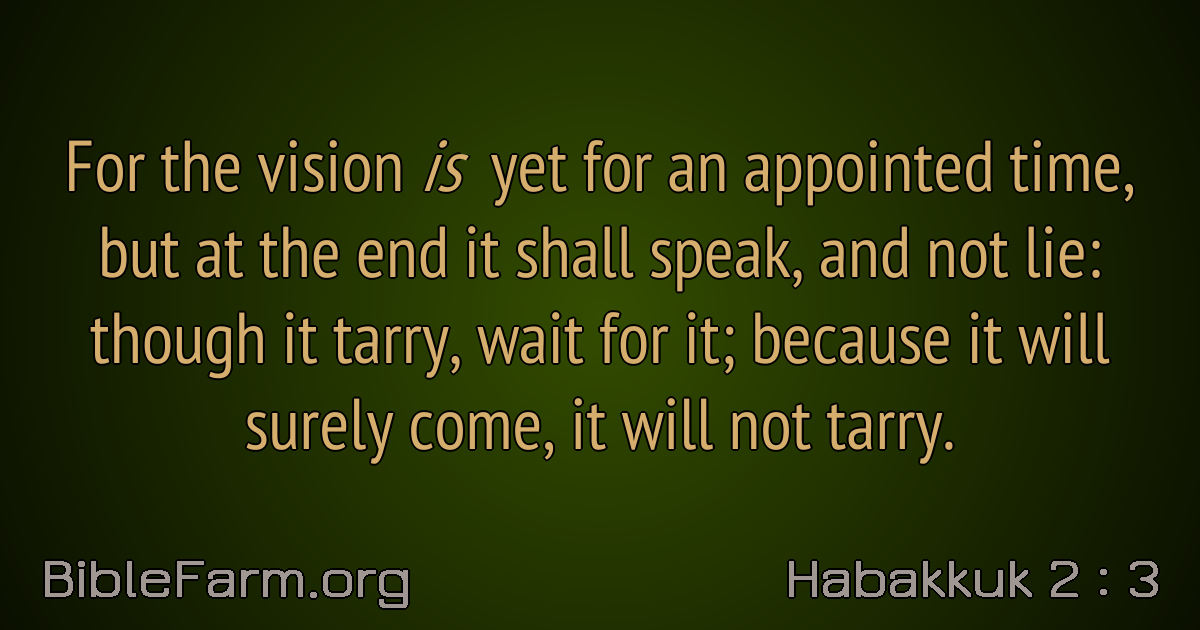 For the vision is yet for an appointed time,
but at the end it shall speak, and not lie:
though it tarry, wait for it; because it will
surely come, it will not tarry.
BibleFarm.org
Habakkuk 2 : 3